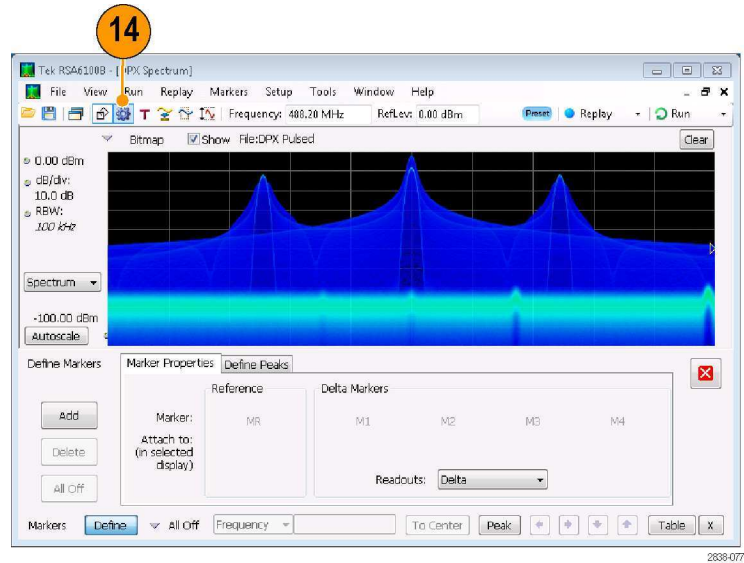 14
Tek RSA6100B - [DPX Spectrum]
File View Run Replay Markers Setup Tools Window Help
T Frequency: 488.20 MHz RefLev: 0.00 dBm Preset Replay Run
Bitmap Show File:DPX Pulsed Clear
0.00 dBm
dB/div:
10.0 dB
RBW:
100 kHz
Spectrum
-100.00 dBm
Autoscale
Define Markers Marker Properties Define Peaks
Reference Delta Markers
Add Marker: MR M1 M2 M3 M4
Attach to:
Delete (in selected
display)
All Off Readouts: Delta
Markers Define All Off Frequency To Center Peak Table X
2838-077